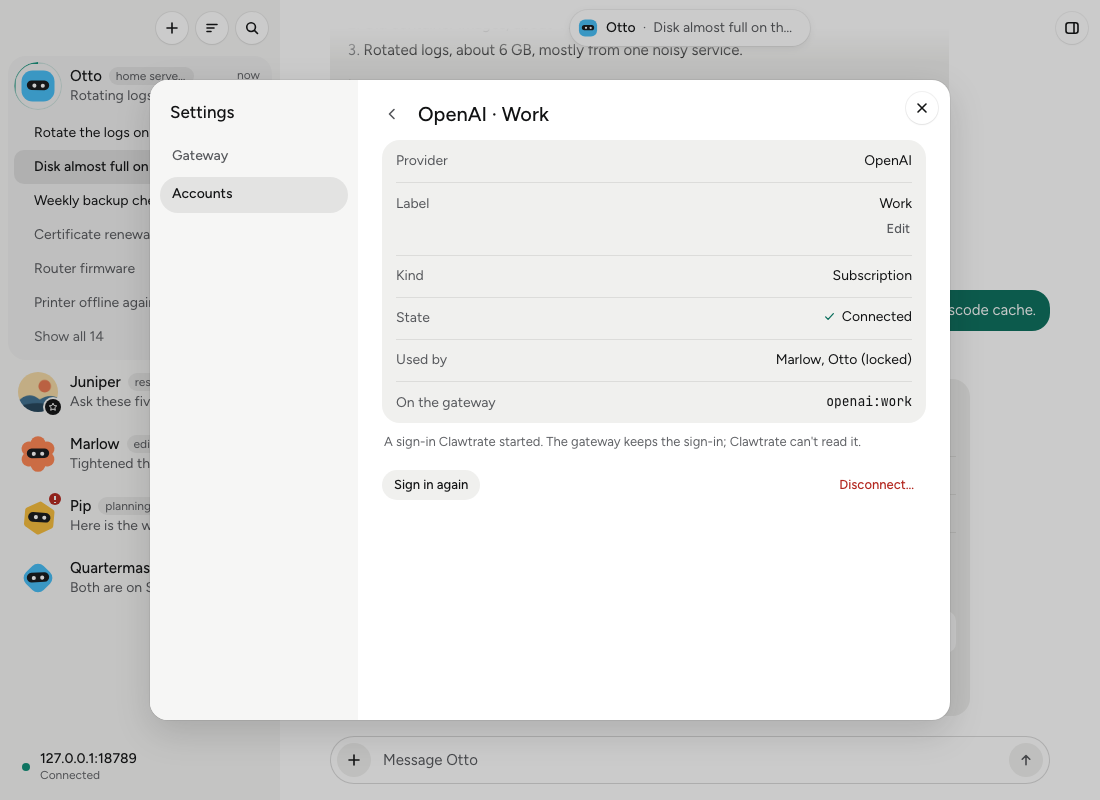 Otto · Disk almost full on th...
3. Rotated logs, about 6 GB, mostly from one noisy service.
Otto home serve... now
Rotating logs
Rotate the logs on
Disk almost full on
Weekly backup che
Certificate renewa
Router firmware
Printer offline agai
Show all 14
Juniper res
Ask these fiv
Marlow edi
Tightened th
Pip planning
Here is the w
Quartermas
Both are on S
127.0.0.1:18789
Connected
Settings
Gateway
Accounts
OpenAI · Work
Provider OpenAI
Label Work
Edit
Kind Subscription
State Connected
Used by Marlow, Otto (locked)
On the gateway openai:work
A sign-in Clawtrate started. The gateway keeps the sign-in; Clawtrate can't read it.
Sign in again Disconnect...
scode cache.
Message Otto